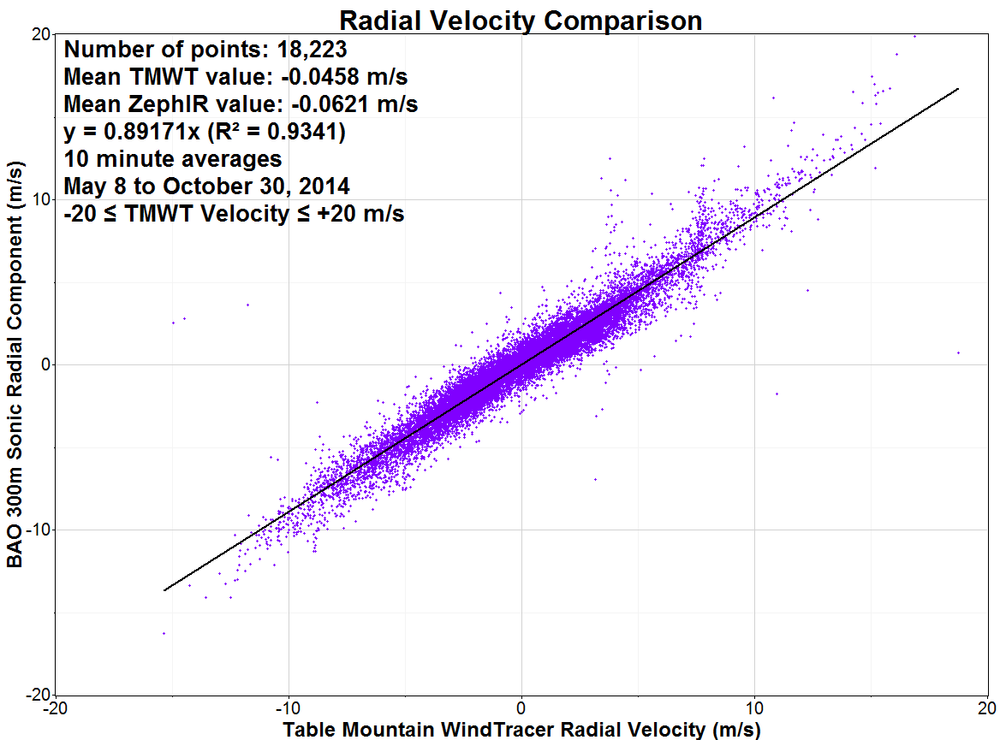 Radial Velocity Comparison
20
Number of points: 18,223
Mean TMWT value: -0.0458 m/s
Mean ZephIR value: -0.0621 m/s
y = 0.89171x (R² = 0.9341)
10 minute averages
May 8 to October 30, 2014
-20 ≤ TMWT Velocity ≤ +20 m/s
10
0
-10
-20
BAO 300m Sonic Radial Component (m/s)
-20 -10 0 10 20
Table Mountain WindTracer Radial Velocity (m/s)